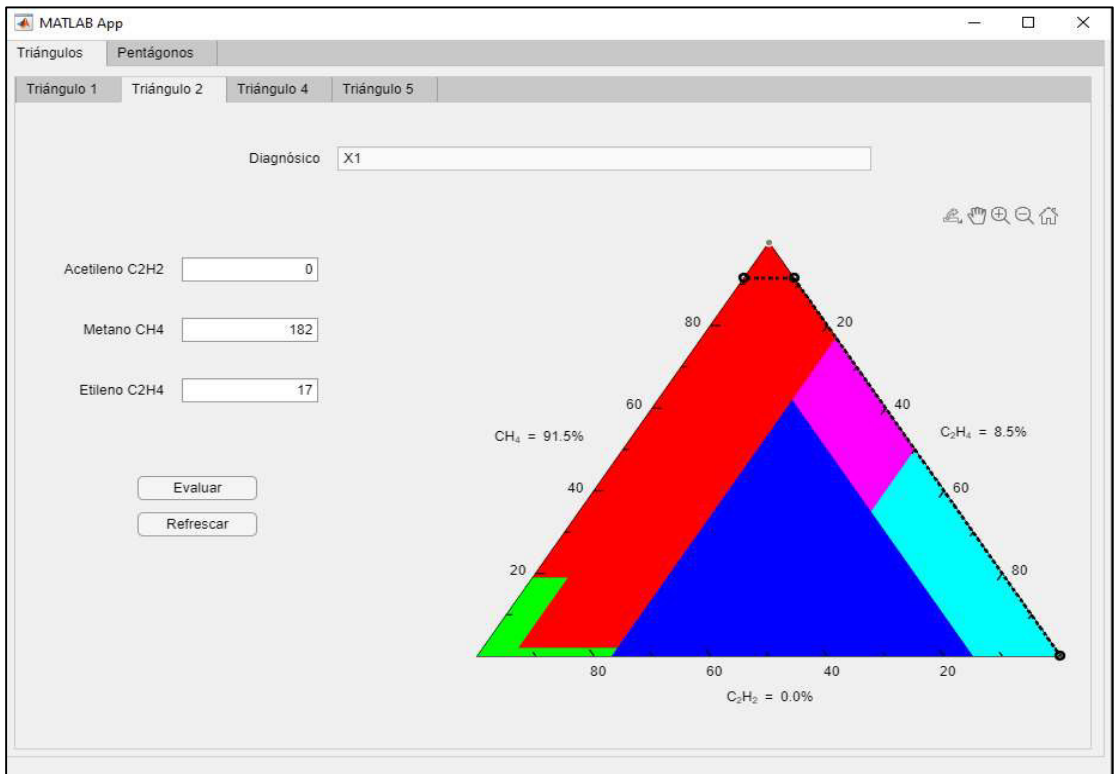 MATLAB App
Triángulos Pentágonos
Triángulo 1 Triángulo 2 Triángulo 4 Triángulo 5
Diagnósico X1
Acetileno C2H2 0
Metano CH4 182
Etileno C2H4 17
Evaluar
Refrescar
80 20
60 40
CH₄ = 91.5% C₂H₄ = 8.5%
40 60
20 80
80 60 40 20
C₂H₂ = 0.0%